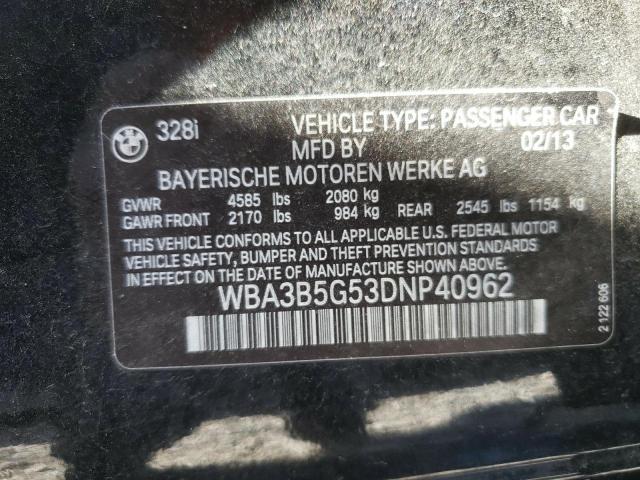 BMW
328i VEHICLE TYPE: PASSENGER CAR
MFD BY 02/13
BAYERISCHE MOTOREN WERKE AG
GVWR 4585 lbs 2080 kg
GAWR FRONT 2170 lbs 984 kg REAR 2545 lbs 1154 kg
THIS VEHICLE CONFORMS TO ALL APPLICABLE U.S. FEDERAL MOTOR
VEHICLE SAFETY, BUMPER AND THEFT PREVENTION STANDARDS
IN EFFECT ON THE DATE OF MANUFACTURE SHOWN ABOVE.
WBA3B5G53DNP40962
2 122 606